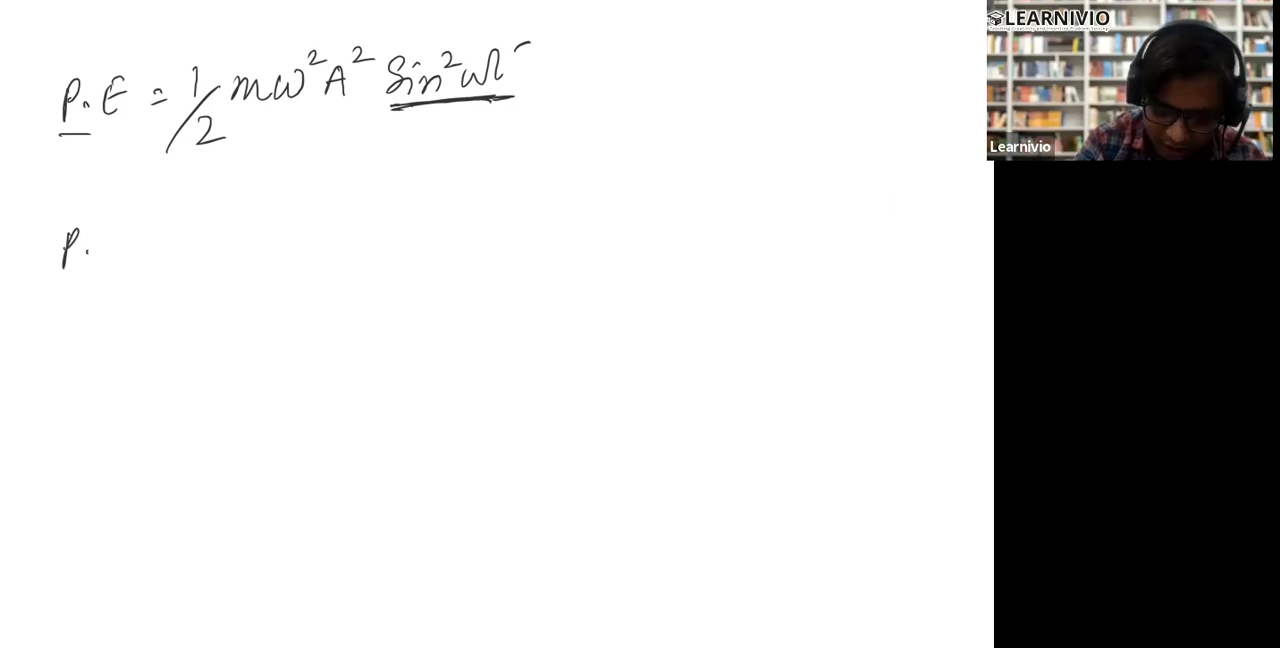 P.E = 1/2 mω²A² Sin²ωt
P.
LEARNIVIO
Learnivio